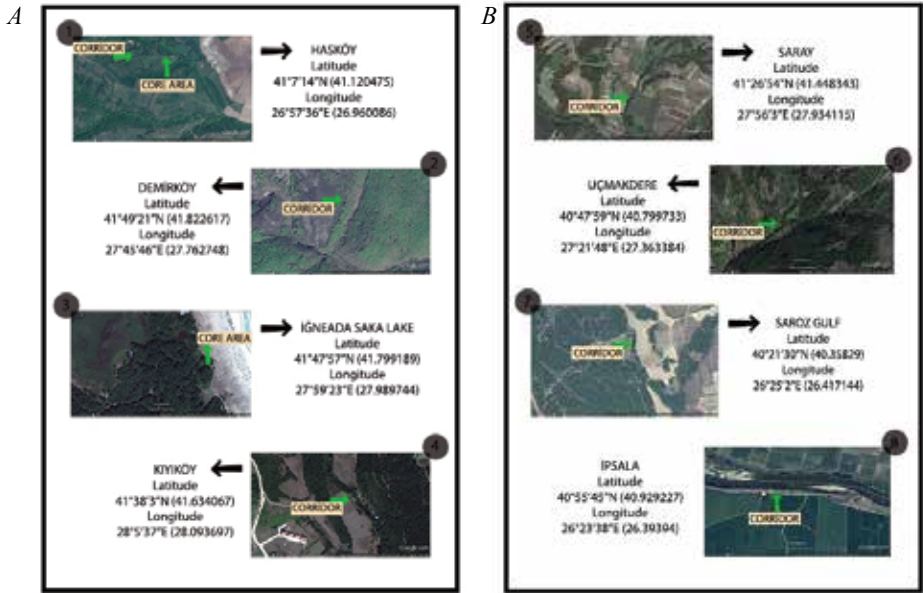 A
B
1
CORRIDOR
CORE AREA
HASKÖY
Latitude
41°7'14"N (41.120475)
Longitude
26°57'36"E (26.960086)
2
CORRIDOR
DEMİRKÖY
Latitude
41°49'21"N (41.822617)
Longitude
27°45'46"E (27.762748)
3
CORE AREA
İĞNEADA SAKA LAKE
Latitude
41°47'57"N (41.799189)
Longitude
27°59'23"E (27.989744)
4
CORRIDOR
KIYIKÖY
Latitude
41°38'3"N (41.634067)
Longitude
28°5'37"E (28.093697)
5
CORRIDOR
SARAY
Latitude
41°26'54"N (41.448343)
Longitude
27°56'3"E (27.934115)
6
CORRIDOR
UÇMAKDERE
Latitude
40°47'59"N (40.799733)
Longitude
27°21'48"E (27.363384)
7
CORRIDOR
SAROZ GULF
Latitude
40°21'30"N (40.35829)
Longitude
26°25'2"E (26.417144)
8
CORRIDOR
İPSALA
Latitude
40°55'45"N (40.929227)
Longitude
26°23'38"E (26.39394)